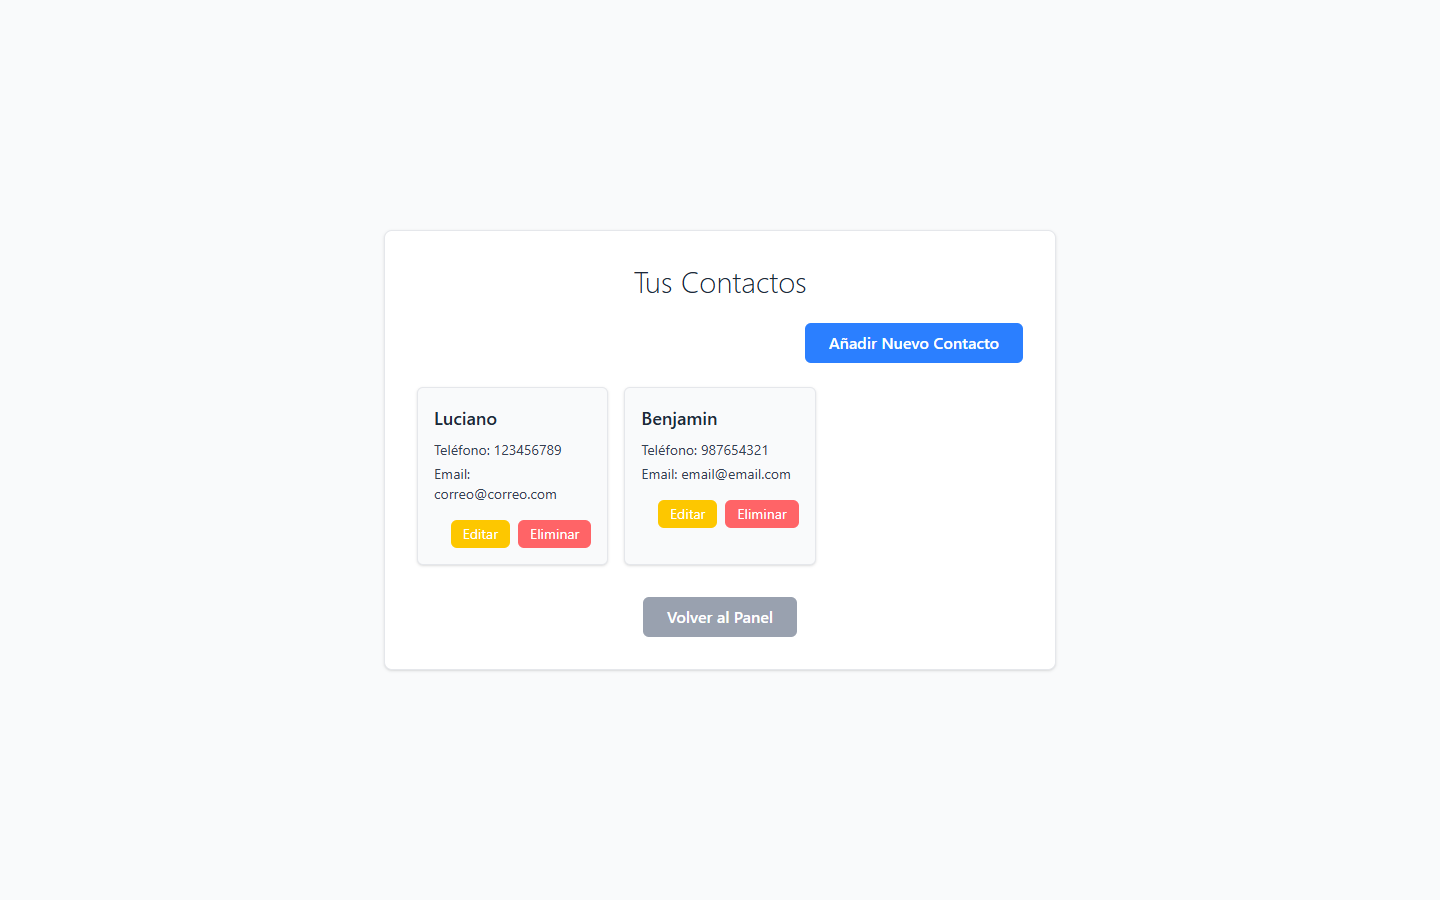 Tus Contactos
Añadir Nuevo Contacto
Luciano
Teléfono: 123456789
Email:
correo@correo.com
Editar Eliminar
Benjamin
Teléfono: 987654321
Email: email@email.com
Editar Eliminar
Volver al Panel